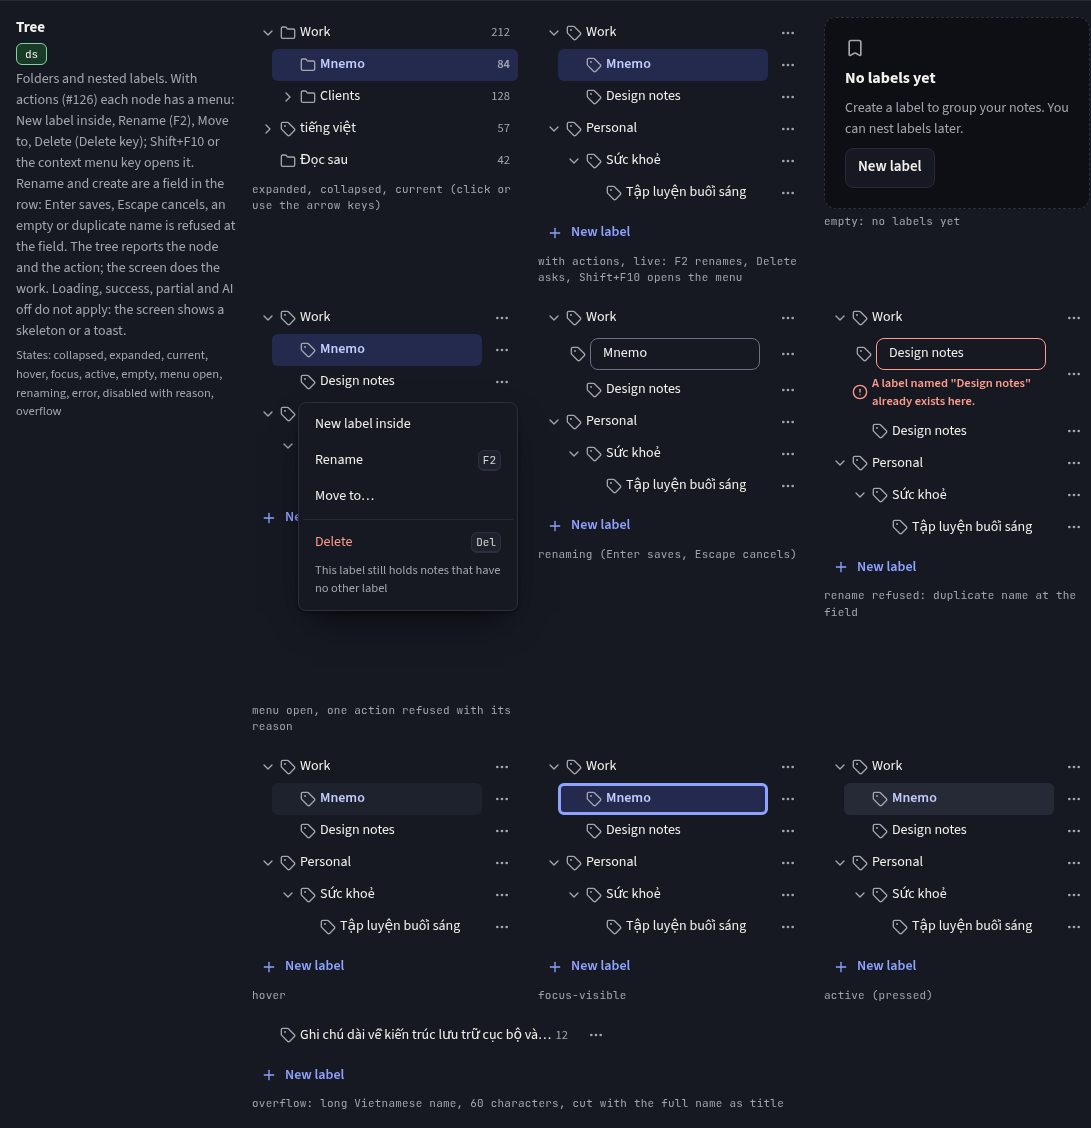 Tree
ds
Folders and nested labels. With
actions (#126) each node has a menu:
New label inside, Rename (F2), Move
to, Delete (Delete key); Shift+F10 or
the context menu key opens it.
Rename and create are a field in the
row: Enter saves, Escape cancels, an
empty or duplicate name is refused at
the field. The tree reports the node
and the action; the screen does the
work. Loading, success, partial and AI
off do not apply: the screen shows a
skeleton or a toast.
States: collapsed, expanded, current,
hover, focus, active, empty, menu open,
renaming, error, disabled with reason,
overflow
Work 212
Mnemo 84
Clients 128
tiếng việt 57
Đọc sau 42
expanded, collapsed, current (click or
use the arrow keys)
Work
Mnemo
Design notes
Personal
Sức khoẻ
Tập luyện buổi sáng
New label
with actions, live: F2 renames, Delete
asks, Shift+F10 opens the menu
No labels yet
Create a label to group your notes. You
can nest labels later.
New label
empty: no labels yet
Work
Mnemo
Design notes
New label inside
Rename F2
Move to…
Ne
Delete Del
This label still holds notes that have
no other label
menu open, one action refused with its
reason
Work
Mnemo
Design notes
Personal
Sức khoẻ
Tập luyện buổi sáng
New label
renaming (Enter saves, Escape cancels)
Work
Design notes
A label named "Design notes"
already exists here.
Design notes
Personal
Sức khoẻ
Tập luyện buổi sáng
New label
rename refused: duplicate name at the
field
Work
Mnemo
Design notes
Personal
Sức khoẻ
Tập luyện buổi sáng
New label
hover
Work
Mnemo
Design notes
Personal
Sức khoẻ
Tập luyện buổi sáng
New label
focus-visible
Work
Mnemo
Design notes
Personal
Sức khoẻ
Tập luyện buổi sáng
New label
active (pressed)
Ghi chú dài về kiến trúc lưu trữ cục bộ và… 12
New label
overflow: long Vietnamese name, 60 characters, cut with the full name as title